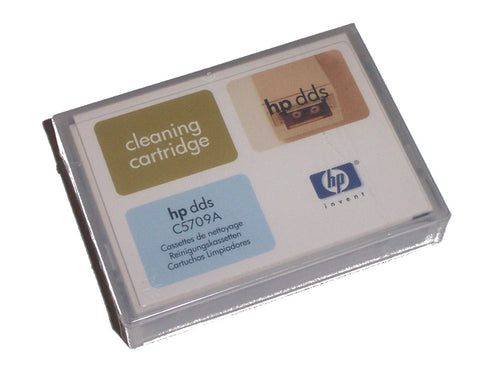 cleaning
cartridge
hp dds
hp dds
C5709A
Cassettes de nettoyage
Reinigungskassetten
Cartuchos Limpiadores
hp
invent